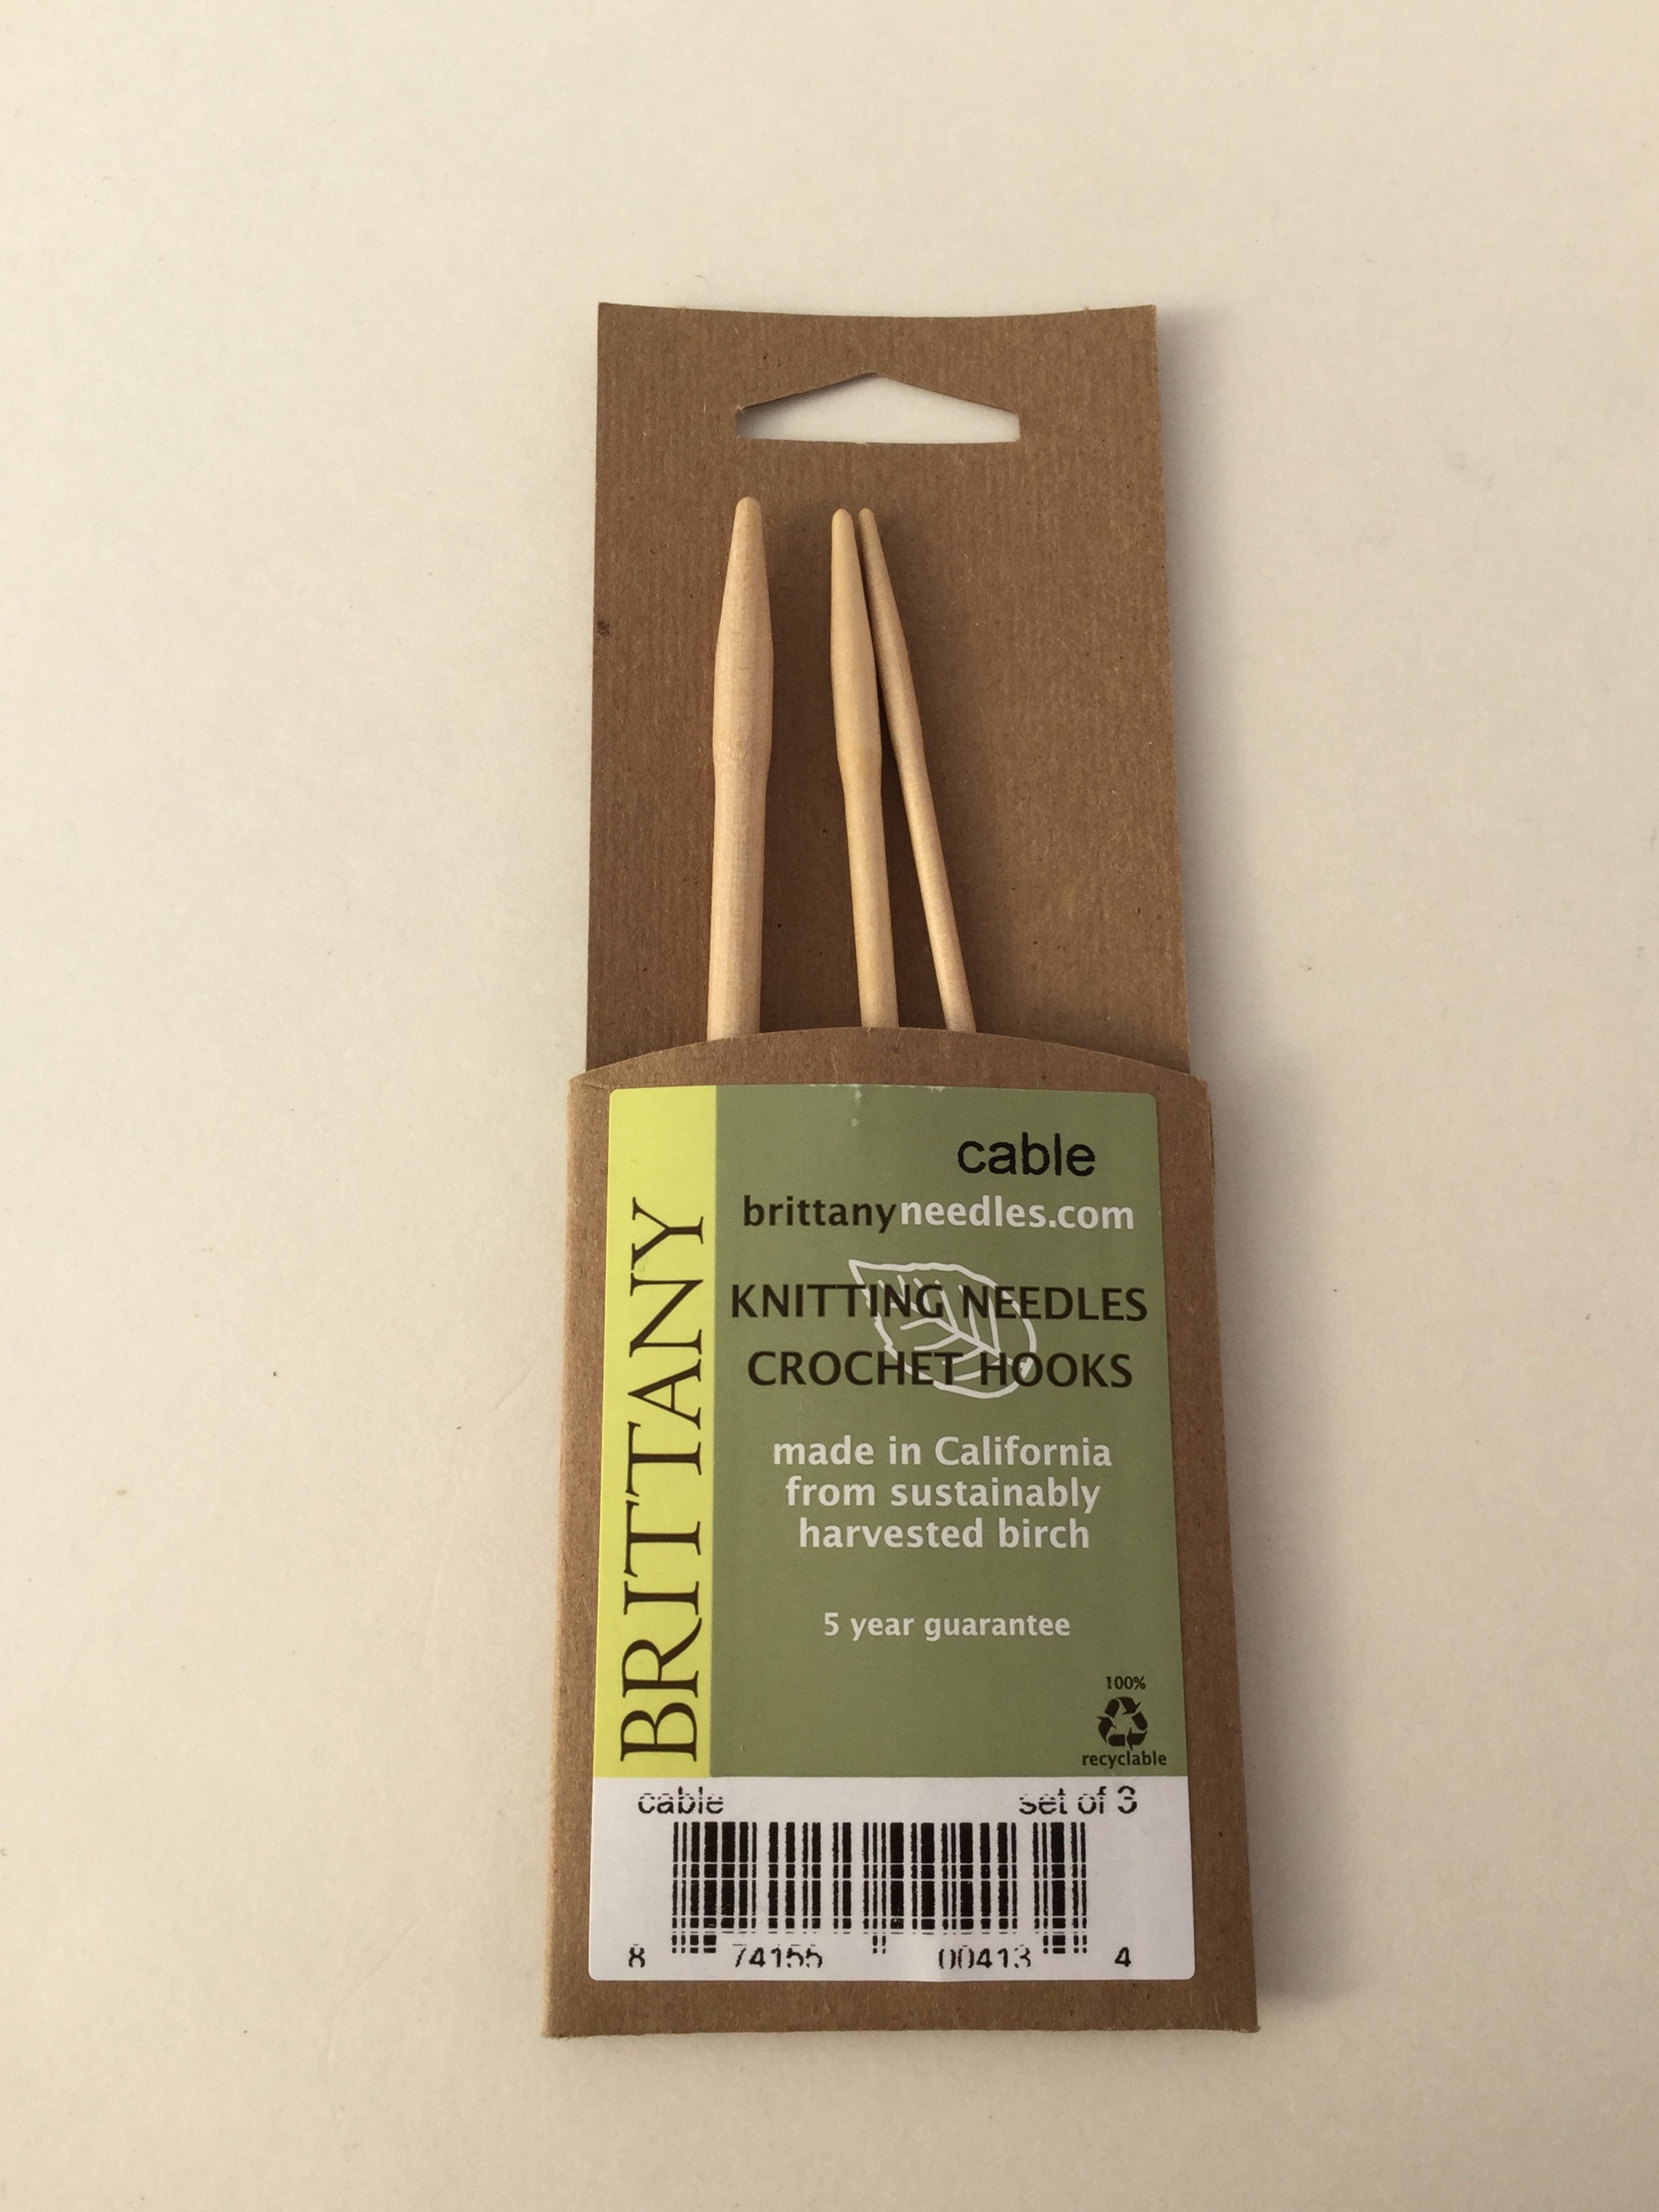 cable
brittanyneedles.com
BRITTANY
KNITTING NEEDLES
CROCHET HOOKS
made in California
from sustainably
harvested birch
5 year guarantee
100%
recyclable
cable set of 3
8 74155 00413 4